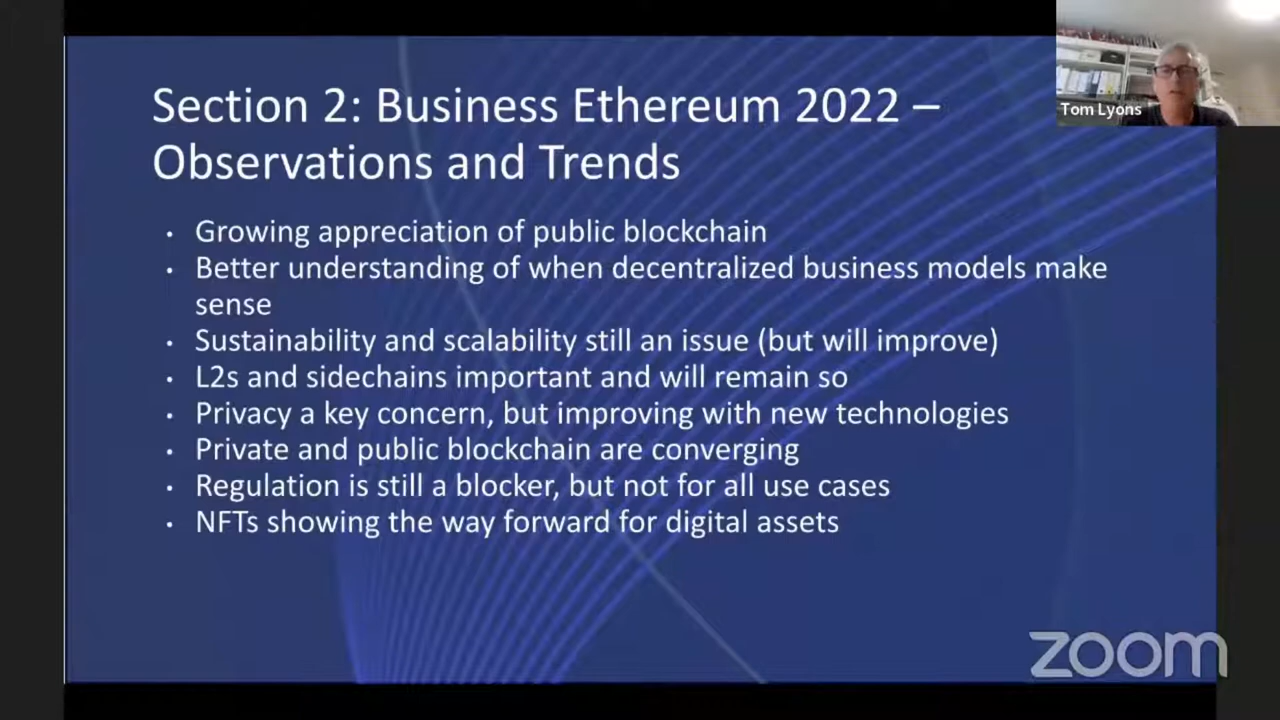 Section 2: Business Ethereum 2022 –
Observations and Trends
Tom Lyons
• Growing appreciation of public blockchain
• Better understanding of when decentralized business models make
sense
• Sustainability and scalability still an issue (but will improve)
• L2s and sidechains important and will remain so
• Privacy a key concern, but improving with new technologies
• Private and public blockchain are converging
• Regulation is still a blocker, but not for all use cases
• NFTs showing the way forward for digital assets
zoom